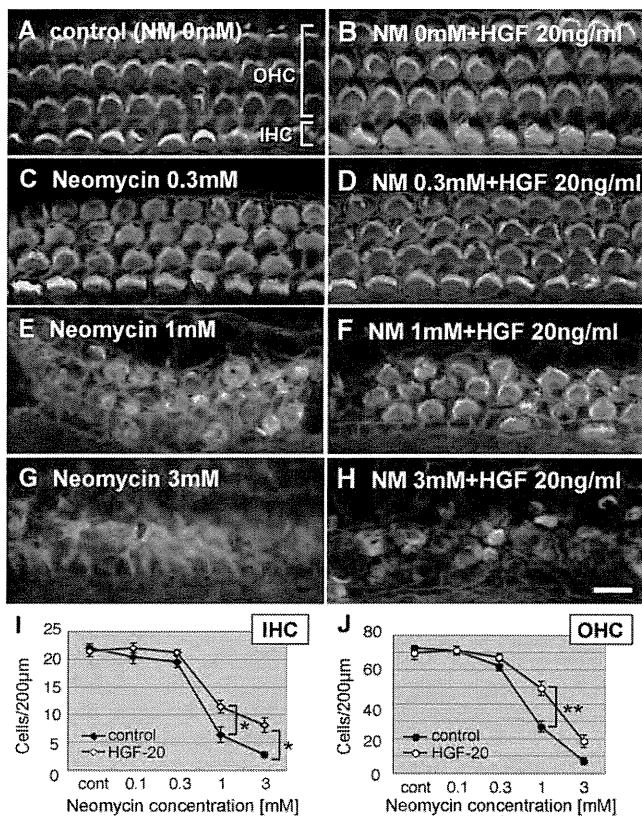 A control (NM 0mM)
OHC
IHC
B NM 0mM+HGF 20ng/ml
C Neomycin 0.3mM
D NM 0.3mM+HGF 20ng/ml
E Neomycin 1mM
F NM 1mM+HGF 20ng/ml
G Neomycin 3mM
H NM 3mM+HGF 20ng/ml
I
IHC
Cells/200μm
25
20
15
10
5
0
control
HGF-20
*
*
cont 0.1 0.3 1 3
Neomycin concentration [mM]
J
OHC
Cells/200μm
80
60
40
20
0
control
HGF-20
**
cont 0.1 0.3 1 3
Neomycin concentration [mM]